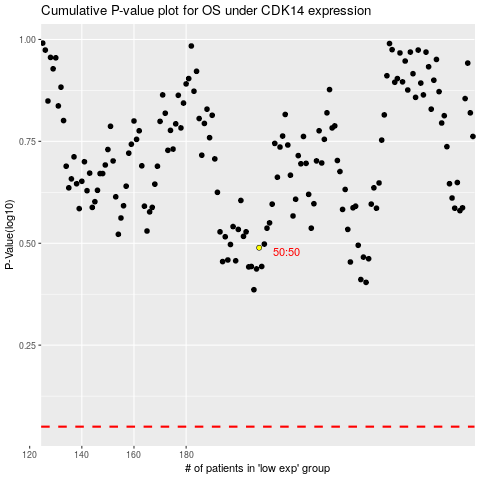 Cumulative P-value plot for OS under CDK14 expression
P-Value(log10)
1.00
0.75
0.50
0.25
50:50
120 140 160 180
# of patients in 'low exp' group